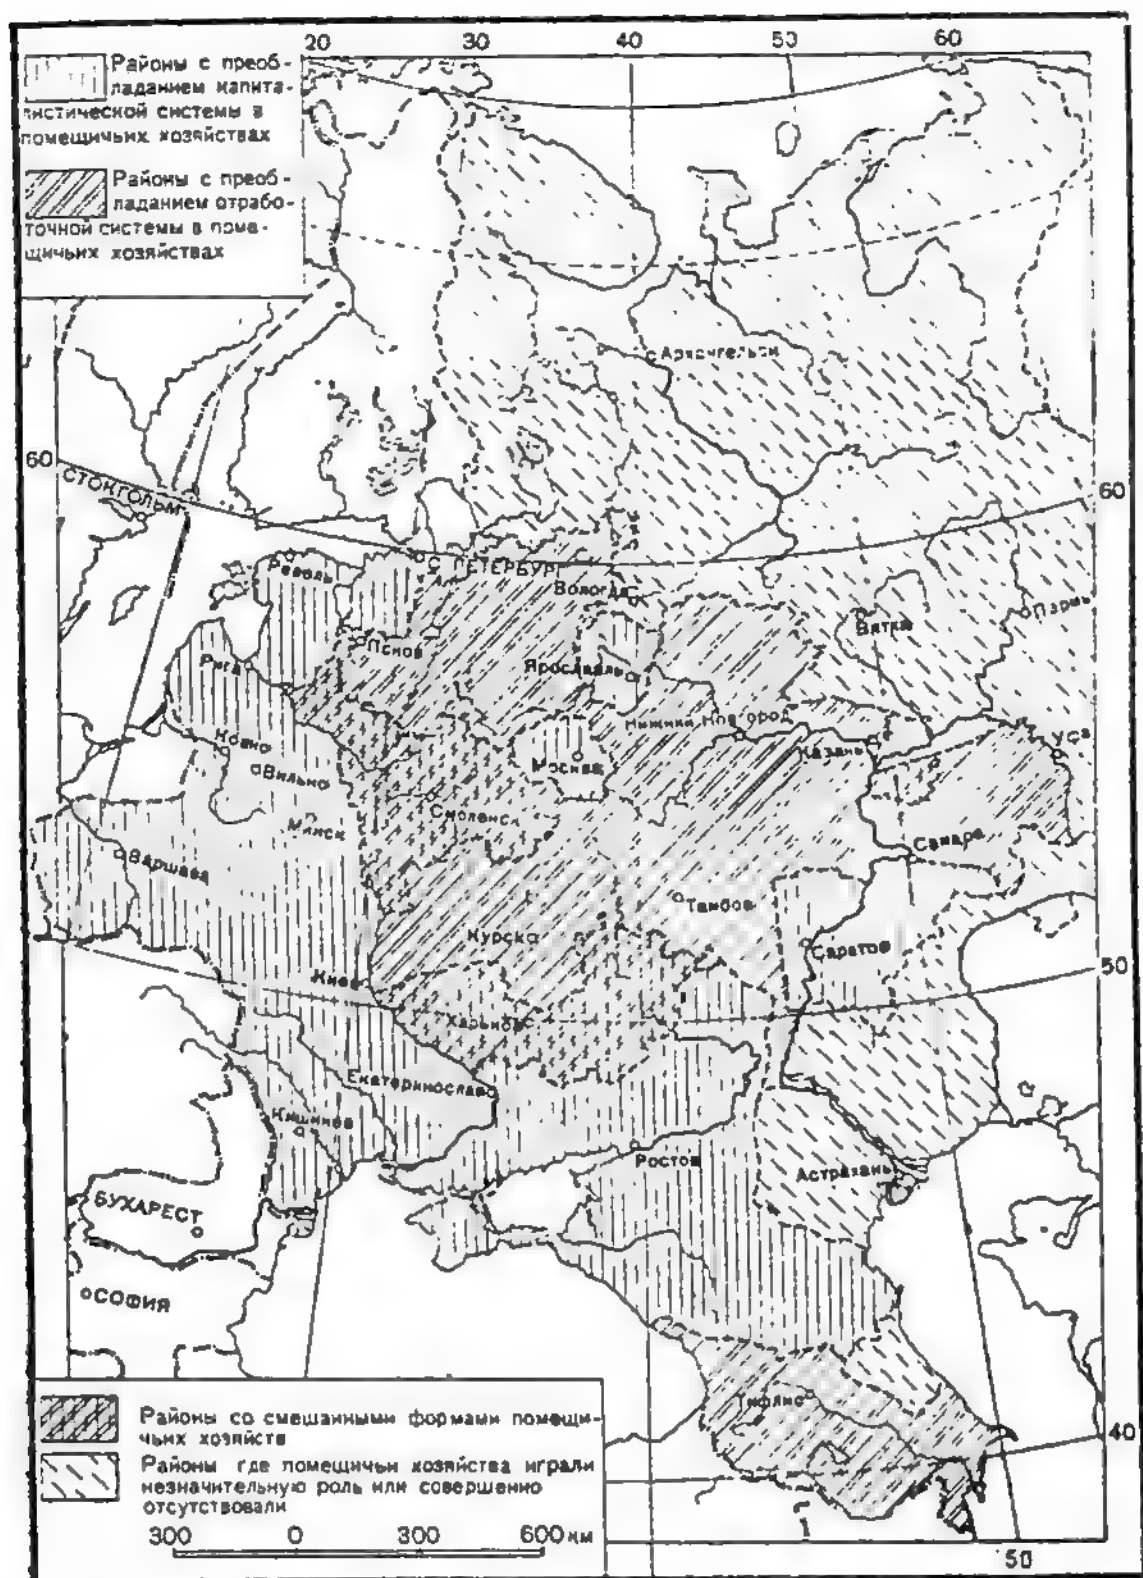 20 30 40 50 60
Районы с преоб-
ладанием капита-
листической системы в
помещичьих хозяйствах
Районы с преоб-
ладанием отрабо-
точной системы в поме-
щичьих хозяйствах
Архангельск
60
СТОКГОЛЬМ
60
С. ПЕТЕРБУРГ
Ревель
Вологда
Вятка
Пермь
Псков
Рига
Ярославль
Нижний Новгород
Казань
Уфа
Ковно
Москва
Вильно
Смоленск
Минск
Самара
Варшава
Тамбов
Курск
Саратов
50
Киев
Харьков
Екатеринослав
Кишинев
Ростов
Астрахань
БУХАРЕСТ
СОФИЯ
Тифлис
Районы со смешанными формами помещи-
чьих хозяйств
40
Районы где помещичьи хозяйства играли
незначительную роль или совершенно
отсутствовали
300 0 300 600 км
50